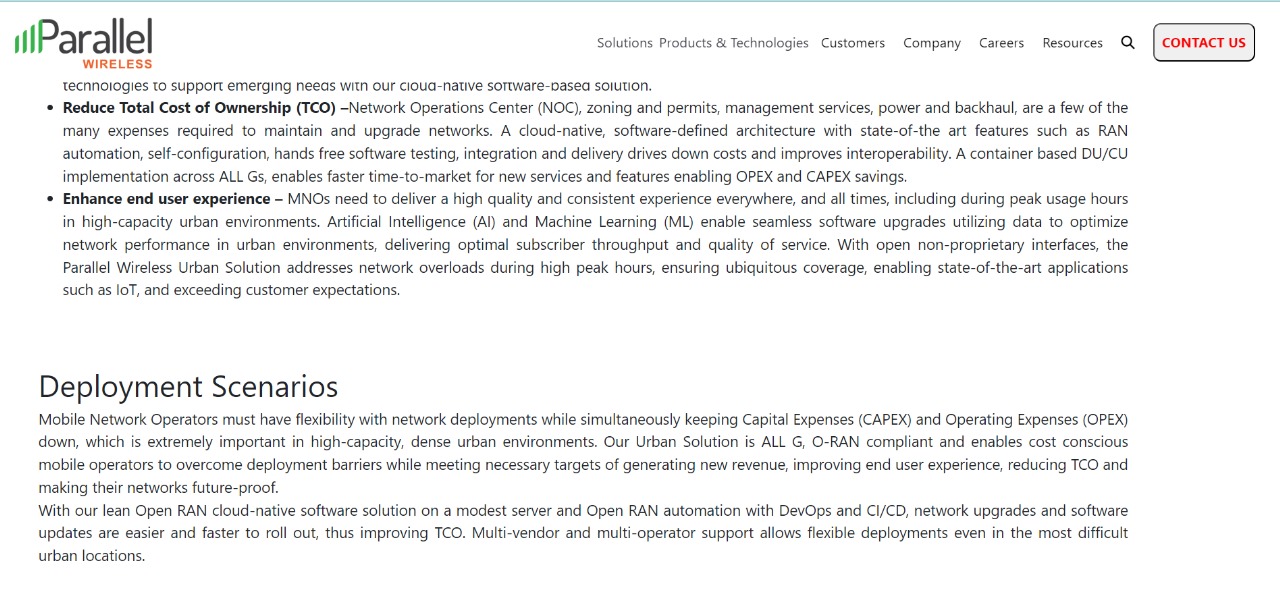 Parallel
WIRELESS
Solutions Products & Technologies Customers Company Careers Resources CONTACT US
technologies to support emerging needs with our cloud-native software-based solution.
• Reduce Total Cost of Ownership (TCO) –Network Operations Center (NOC), zoning and permits, management services, power and backhaul, are a few of the
many expenses required to maintain and upgrade networks. A cloud-native, software-defined architecture with state-of-the art features such as RAN
automation, self-configuration, hands free software testing, integration and delivery drives down costs and improves interoperability. A container based DU/CU
implementation across ALL Gs, enables faster time-to-market for new services and features enabling OPEX and CAPEX savings.
• Enhance end user experience – MNOs need to deliver a high quality and consistent experience everywhere, and all times, including during peak usage hours
in high-capacity urban environments. Artificial Intelligence (AI) and Machine Learning (ML) enable seamless software upgrades utilizing data to optimize
network performance in urban environments, delivering optimal subscriber throughput and quality of service. With open non-proprietary interfaces, the
Parallel Wireless Urban Solution addresses network overloads during high peak hours, ensuring ubiquitous coverage, enabling state-of-the-art applications
such as IoT, and exceeding customer expectations.
Deployment Scenarios
Mobile Network Operators must have flexibility with network deployments while simultaneously keeping Capital Expenses (CAPEX) and Operating Expenses (OPEX)
down, which is extremely important in high-capacity, dense urban environments. Our Urban Solution is ALL G, O-RAN compliant and enables cost conscious
mobile operators to overcome deployment barriers while meeting necessary targets of generating new revenue, improving end user experience, reducing TCO and
making their networks future-proof.
With our lean Open RAN cloud-native software solution on a modest server and Open RAN automation with DevOps and CI/CD, network upgrades and software
updates are easier and faster to roll out, thus improving TCO. Multi-vendor and multi-operator support allows flexible deployments even in the most difficult
urban locations.